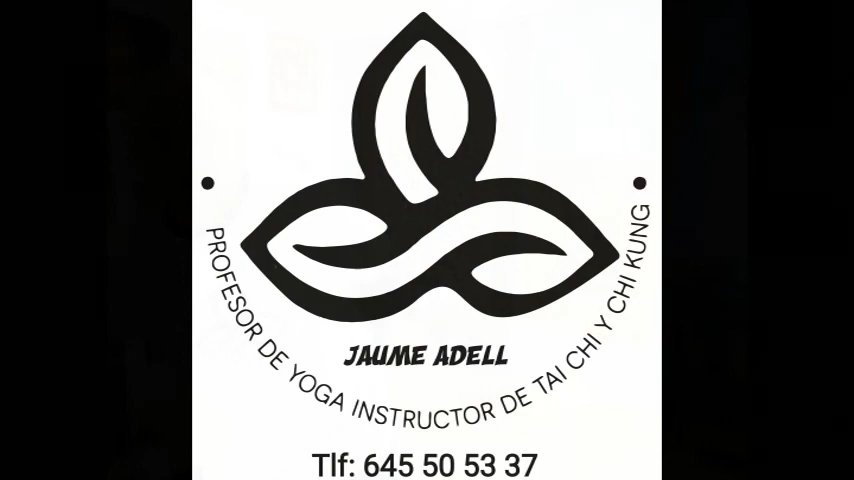 JAUME ADELL
PROFESOR DE YOGA INSTRUCTOR DE TAI CHI Y CHI KUNG
Tlf: 645 50 53 37